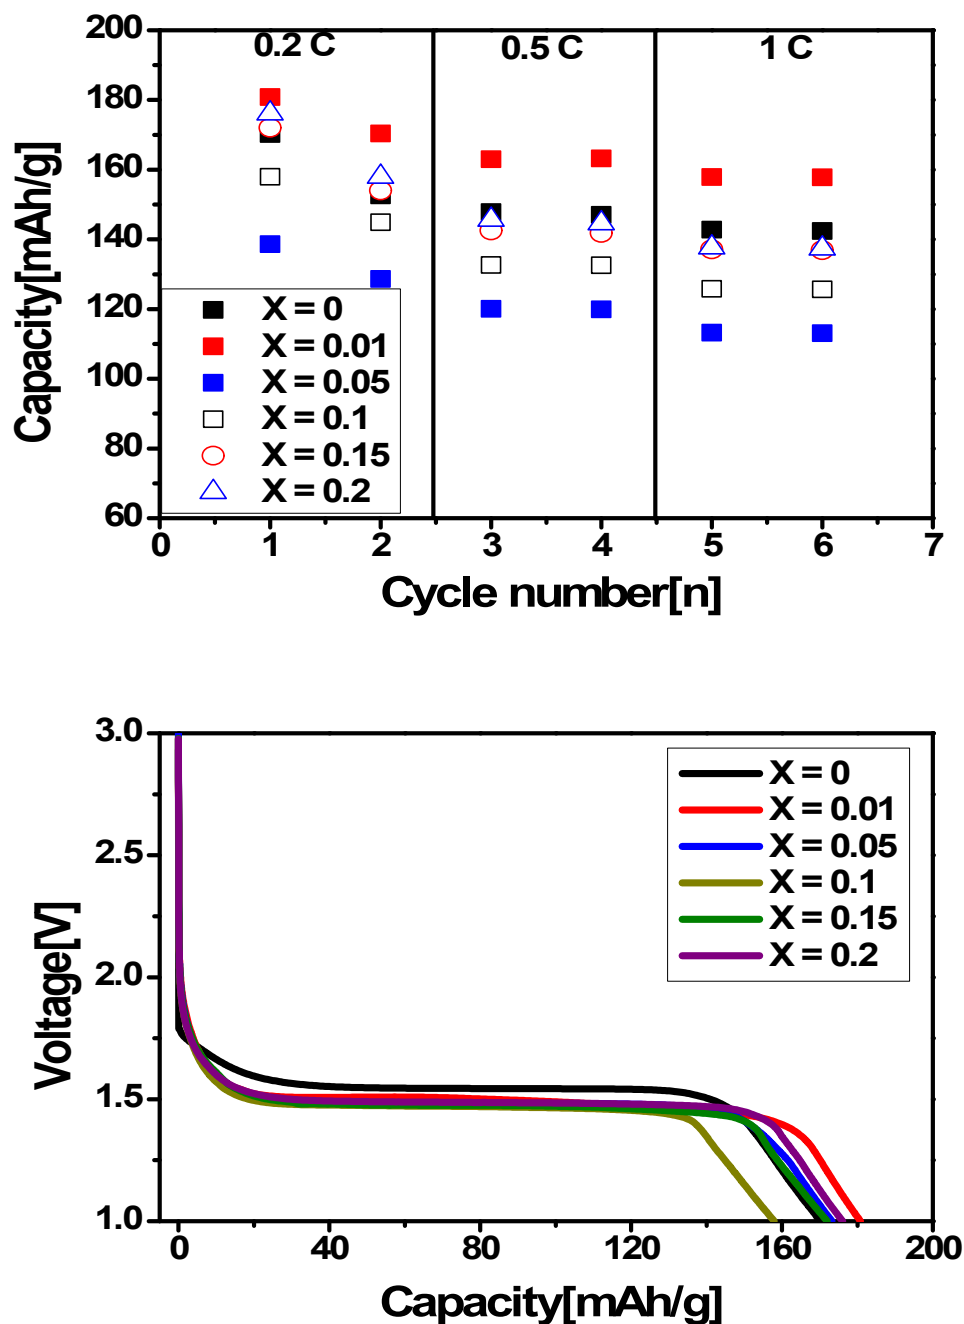 200
180
160
140
120
100
80
60
Capacity[mAh/g]
0.2 C
0.5 C
1 C
X = 0
X = 0.01
X = 0.05
X = 0.1
X = 0.15
X = 0.2
0 1 2 3 4 5 6 7
Cycle number[n]
3.0
2.5
2.0
1.5
1.0
Voltage[V]
X = 0
X = 0.01
X = 0.05
X = 0.1
X = 0.15
X = 0.2
0 40 80 120 160 200
Capacity[mAh/g]